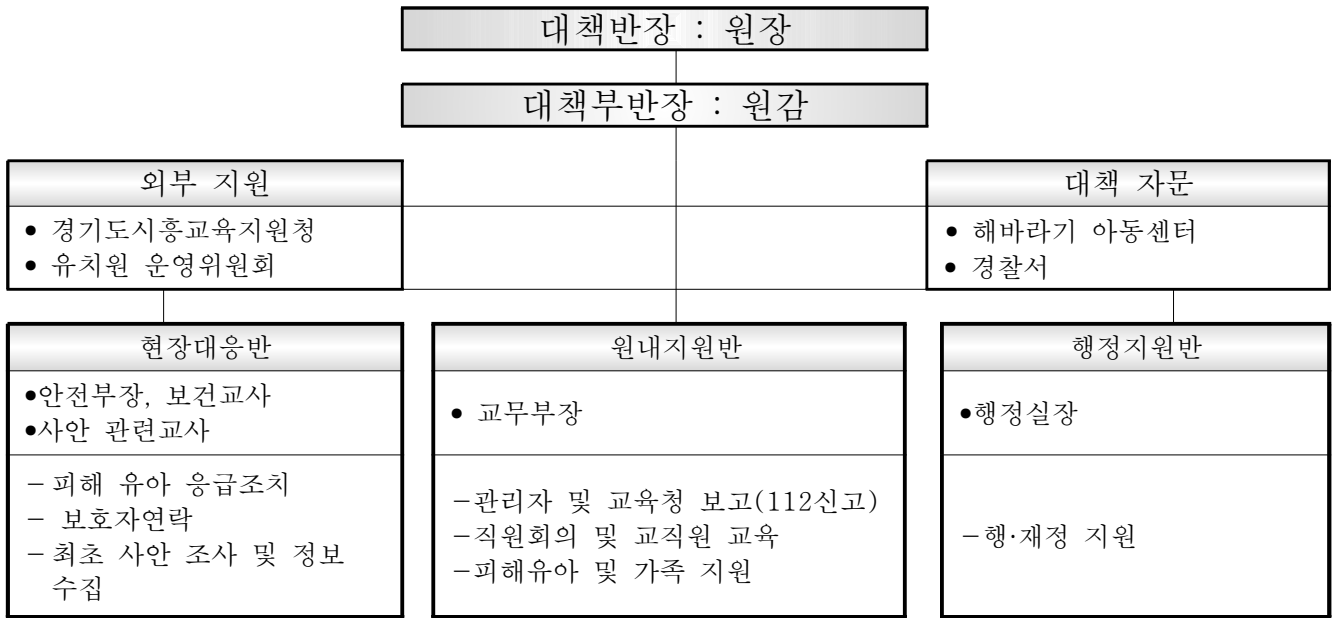 대책반장 : 원장
대책부반장 : 원감
외부 지원
● 경기도시흥교육지원청
● 유치원 운영위원회
대책 자문
● 해바라기 아동센터
● 경찰서
현장대응반
●안전부장, 보건교사
●사안 관련교사
－피해 유아 응급조치
－ 보호자연락
－최초 사안 조사 및 정보
수집
원내지원반
● 교무부장
－관리자 및 교육청 보고(112신고)
－직원회의 및 교직원 교육
－피해유아 및 가족 지원
행정지원반
●행정실장
－행·재정 지원